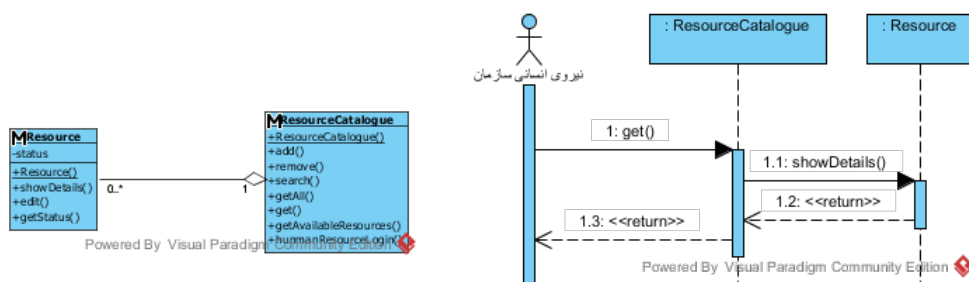 Resource
-status
+Resource()
+showDetails()
+edit()
+getStatus()
0..*
1
ResourceCatalogue
+ResourceCatalogue()
+add()
+remove()
+search()
+getAll()
+get()
+getAvailableResources()
+hunmanResourceLogin()
Powered By Visual Paradigm Community Edition
نیروی انسانی سازمان
: ResourceCatalogue
: Resource
1: get()
1.1: showDetails()
1.2: <<return>>
1.3: <<return>>
Powered By Visual Paradigm Community Edition